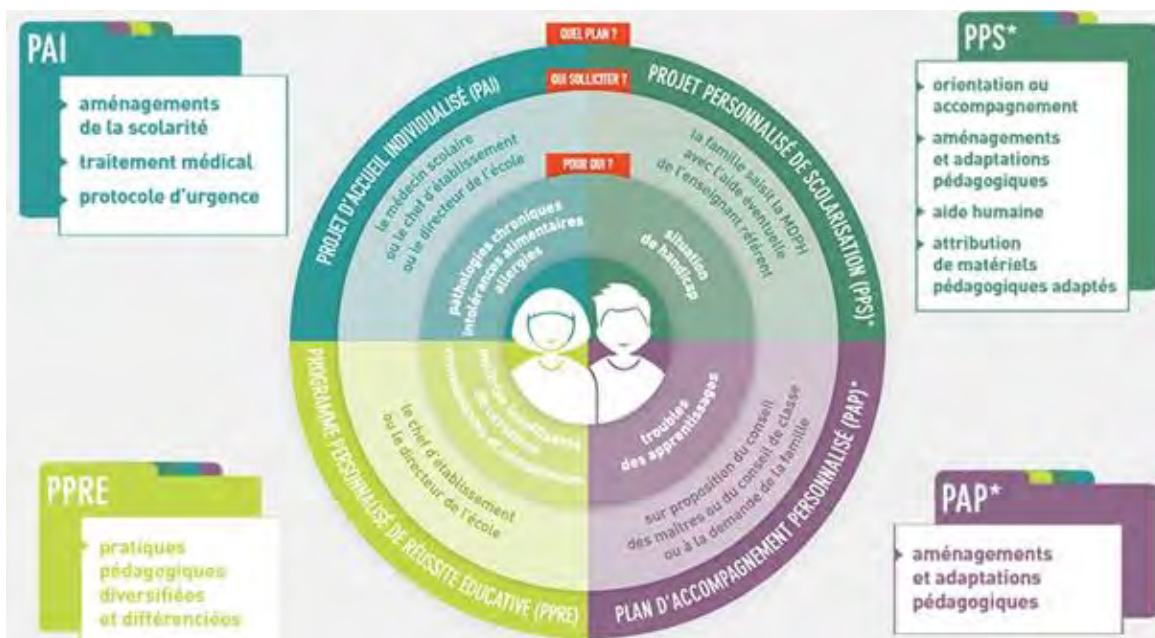 PAI
aménagements
de la scolarité
traitement médical
protocole d'urgence
QUEL PLAN ?
QUI SOLLICITER ?
POUR QUI ?
PROJET D'ACCUEIL INDIVIDUALISÉ (PAI)
le médecin scolaire
ou le chef d'établissement
ou le directeur de l'école
pathologies chroniques
intolérances alimentaires
allergies
PROJET PERSONNALISÉ DE SCOLARISATION (PPS)*
la famille saisit la MDPH
avec l'aide éventuelle
de l'enseignant référent
situation
de handicap
PPS*
orientation ou
accompagnement
aménagements
et adaptations
pédagogiques
aide humaine
attribution
de matériels
pédagogiques adaptés
PPRE
pratiques
pédagogiques
diversifiées
et différenciées
PROGRAMME PERSONNALISÉ DE RÉUSSITE ÉDUCATIVE (PPRE)
le chef d'établissement
ou le directeur de l'école
PLAN D'ACCOMPAGNEMENT PERSONNALISÉ (PAP)*
sur proposition du conseil
des maîtres ou du conseil de classe
ou à la demande de la famille
troubles
des apprentissages
PAP*
aménagements
et adaptations
pédagogiques